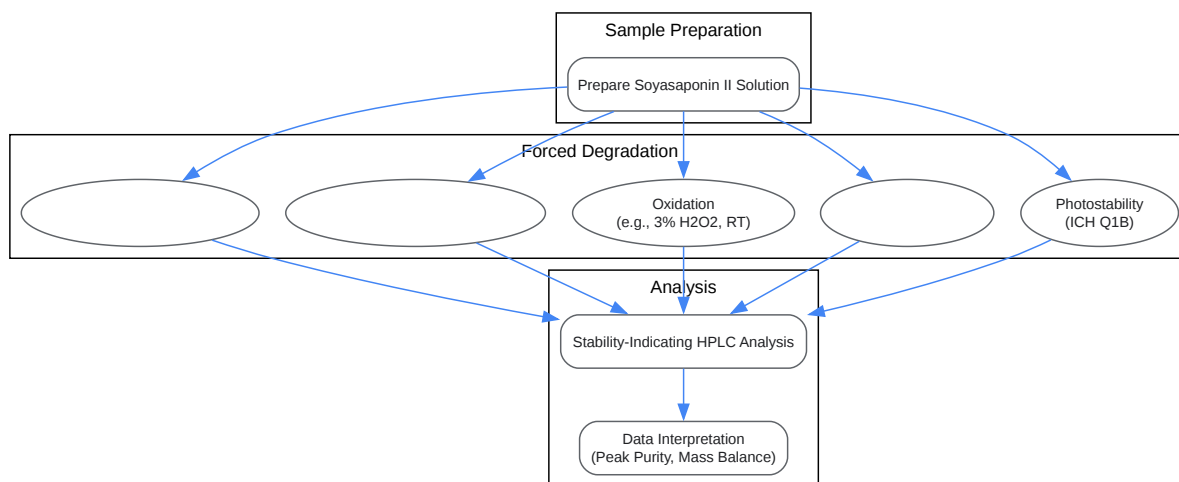 Sample Preparation
Prepare Soyasaponin II Solution
Forced Degradation
Oxidation
(e.g., 3% H2O2, RT)
Photostability
(ICH Q1B)
Analysis
Stability-Indicating HPLC Analysis
Data Interpretation
(Peak Purity, Mass Balance)